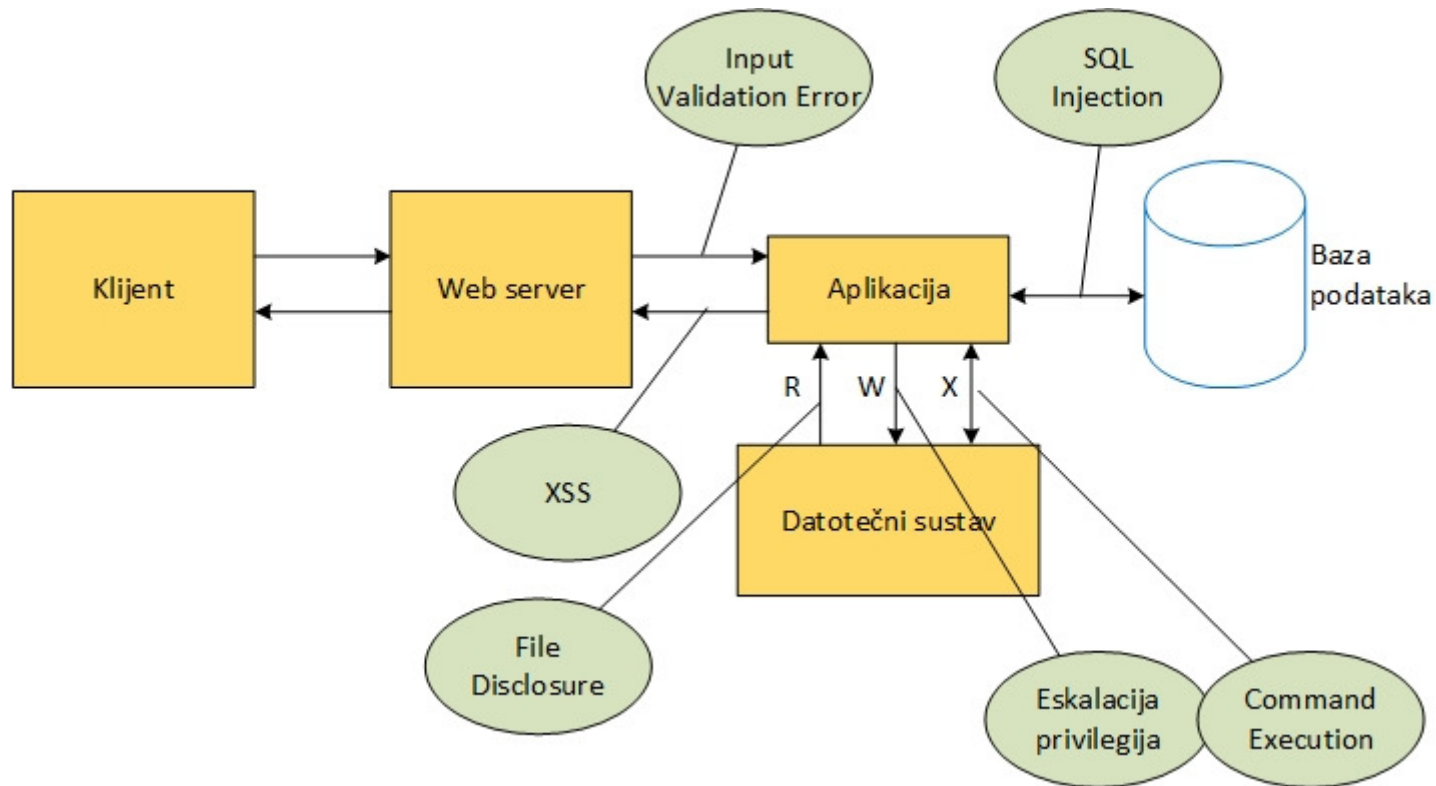 Input
Validation Error
SQL
Injection
Klijent
Web server
Aplikacija
Baza
podataka
R
W
X
XSS
Datotečni sustav
File
Disclosure
Eskalacija
privilegija
Command
Execution